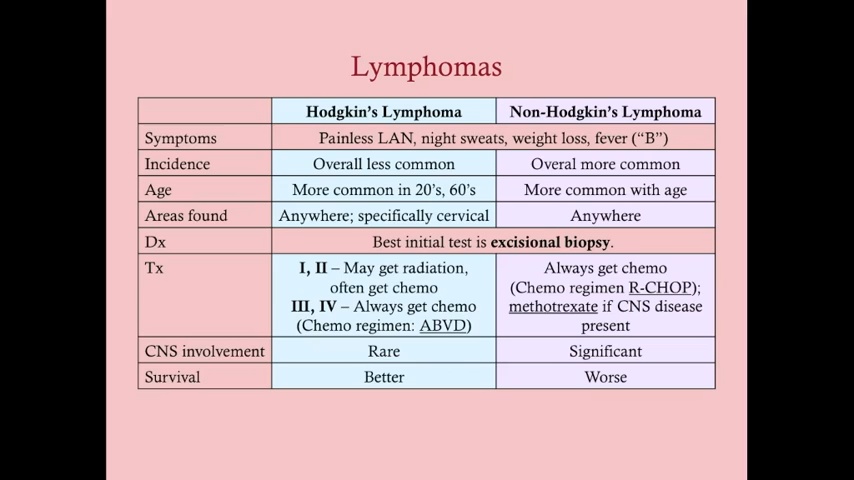 Lymphomas
Hodgkin's Lymphoma Non-Hodgkin's Lymphoma
Symptoms Painless LAN, night sweats, weight loss, fever ("B")
Incidence Overall less common Overal more common
Age More common in 20's, 60's More common with age
Areas found Anywhere; specifically cervical Anywhere
Dx Best initial test is excisional biopsy.
Tx I, II – May get radiation, Always get chemo
often get chemo (Chemo regimen R-CHOP);
III, IV – Always get chemo methotrexate if CNS disease
(Chemo regimen: ABVD) present
CNS involvement Rare Significant
Survival Better Worse